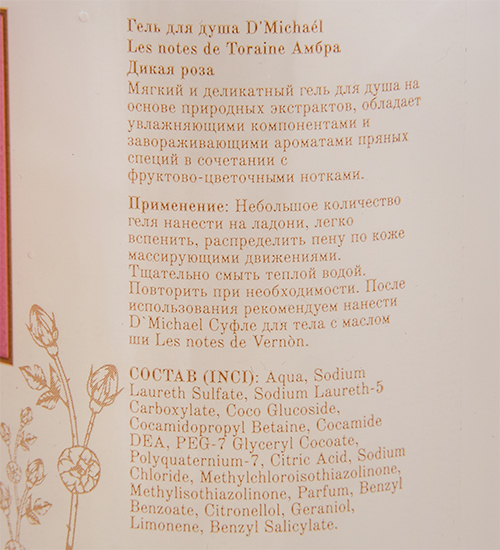 Гель для душа D'Michaél
Les notes de Toraine Амбра
Дикая роза
Мягкий и деликатный гель для душа на
основе природных экстрактов, обладает
увлажняющими компонентами и
завораживающими ароматами пряных
специй в сочетании с
фруктово-цветочными нотками.
Применение: Небольшое количество
геля нанести на ладони, легко
вспенить, распределить пену по коже
массирующими движениями.
Тщательно смыть теплой водой.
Повторить при необходимости. После
использования рекомендуем нанести
D`Michael Суфле для тела с маслом
ши Les notes de Vernòn.
СОСТАВ (INCI): Aqua, Sodium
Laureth Sulfate, Sodium Laureth-5
Carboxylate, Coco Glucoside,
Cocamidopropyl Betaine, Cocamide
DEA, PEG-7 Glyceryl Cocoate,
Polyquaternium-7, Citric Acid, Sodium
Chloride, Methylchloroisothiazolinone,
Methylisothiazolinone, Parfum, Benzyl
Benzoate, Citronellol, Geraniol,
Limonene, Benzyl Salicylate.